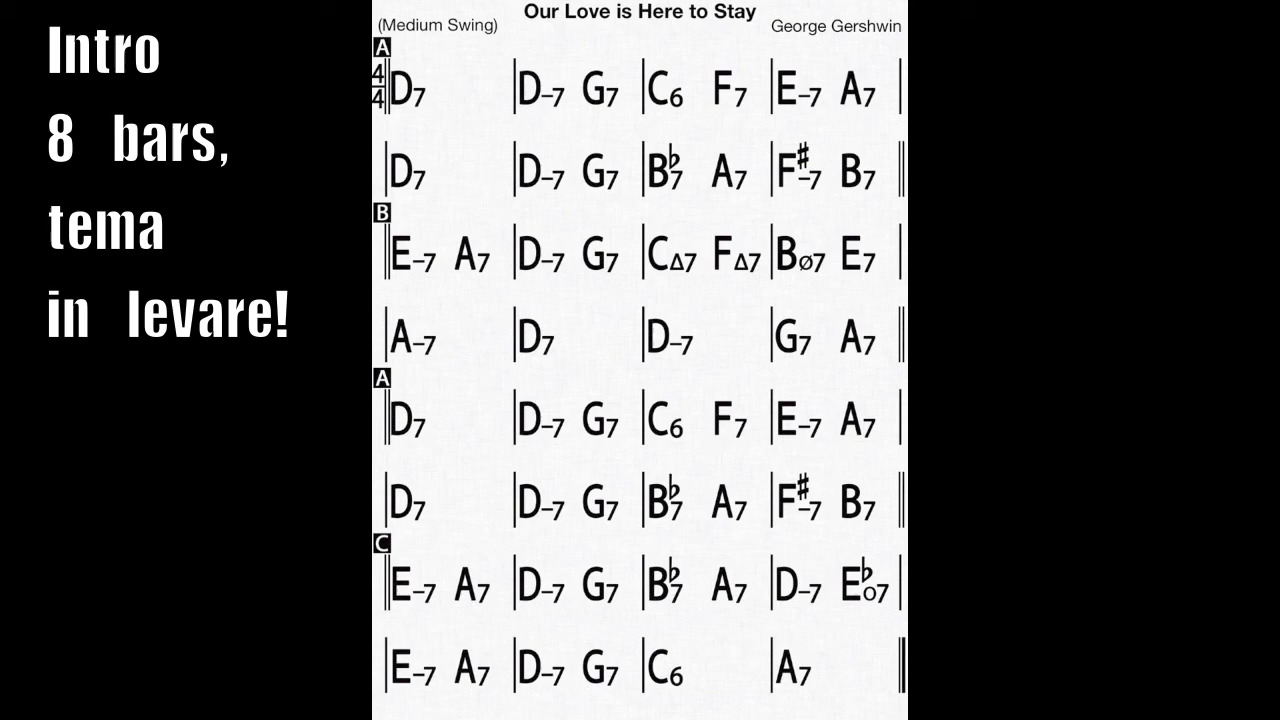 Intro
8 bars,
tema
in levare!
Our Love is Here to Stay
(Medium Swing) George Gershwin
A
4/4 D7 | D–7 G7 | C6 F7 | E–7 A7 |
| D7 | D–7 G7 | B♭7 A7 | F♯–7 B7 ||
B
|| E–7 A7 | D–7 G7 | C△7 F△7 | Bø7 E7 |
| A–7 | D7 | D–7 | G7 A7 ||
A
|| D7 | D–7 G7 | C6 F7 | E–7 A7 |
| D7 | D–7 G7 | B♭7 A7 | F♯–7 B7 ||
C
|| E–7 A7 | D–7 G7 | B♭7 A7 | D–7 E♭o7 |
| E–7 A7 | D–7 G7 | C6 | A7 ||